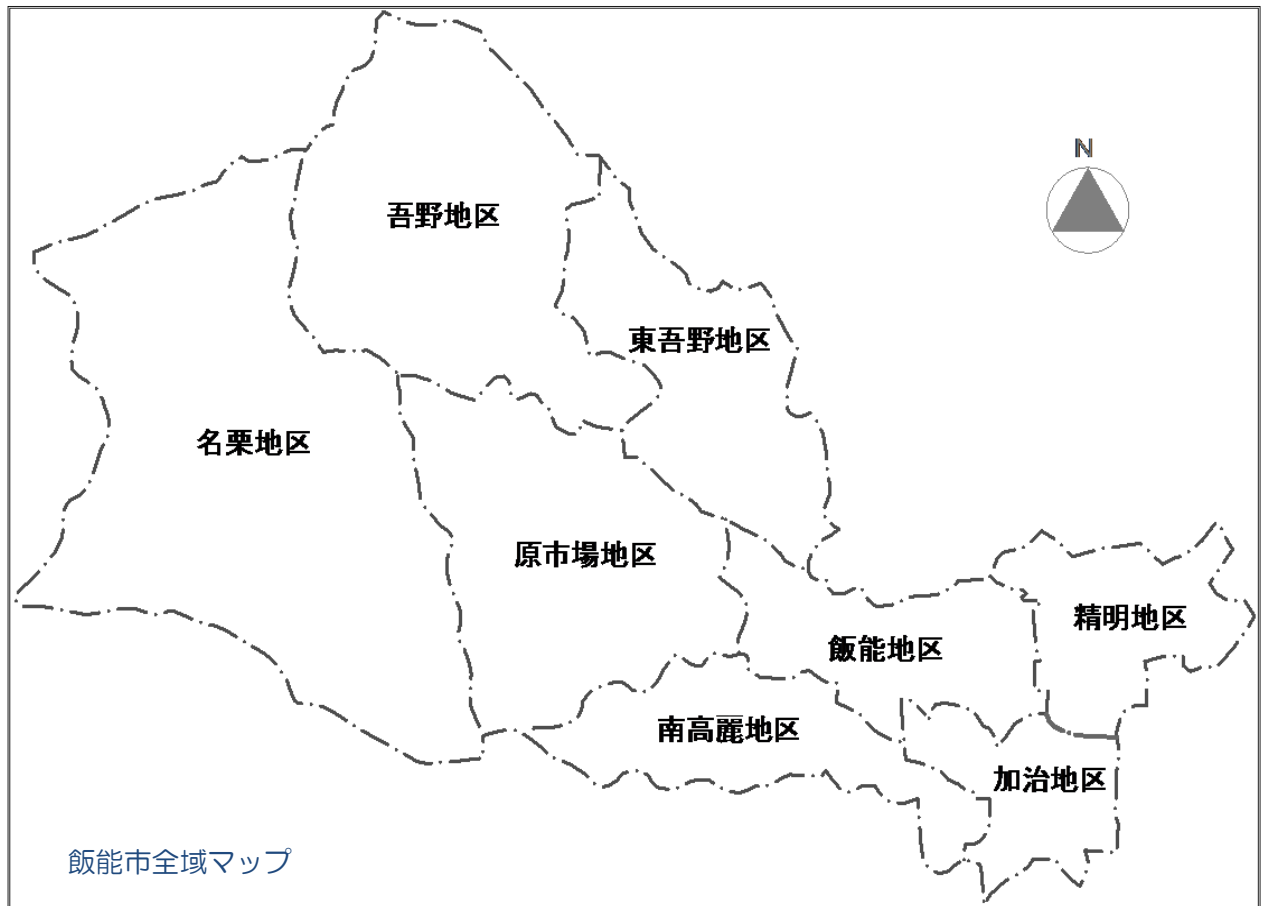 N
吾野地区
東吾野地区
名栗地区
原市場地区
精明地区
飯能地区
南高麗地区
加治地区
飯能市全域マップ